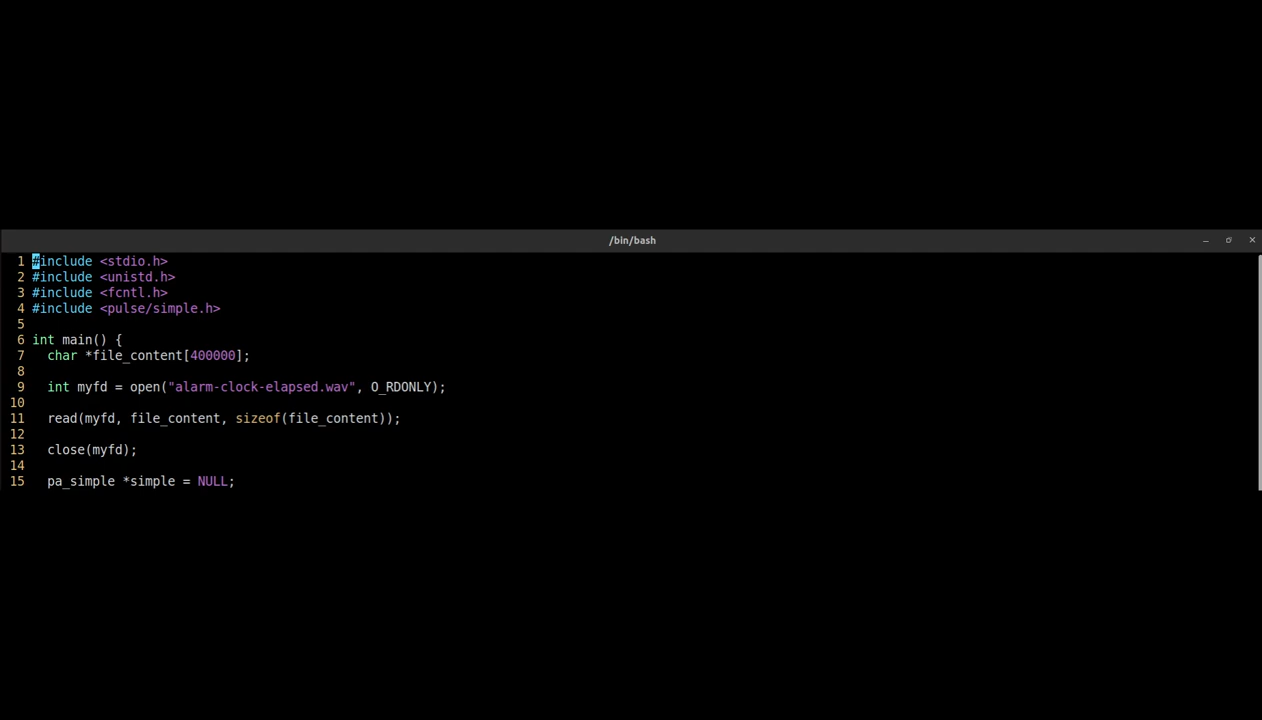 /bin/bash
1 #include <stdio.h>
2 #include <unistd.h>
3 #include <fcntl.h>
4 #include <pulse/simple.h>
5
6 int main() {
7   char *file_content[400000];
8
9   int myfd = open("alarm-clock-elapsed.wav", O_RDONLY);
10
11   read(myfd, file_content, sizeof(file_content));
12
13   close(myfd);
14
15   pa_simple *simple = NULL;